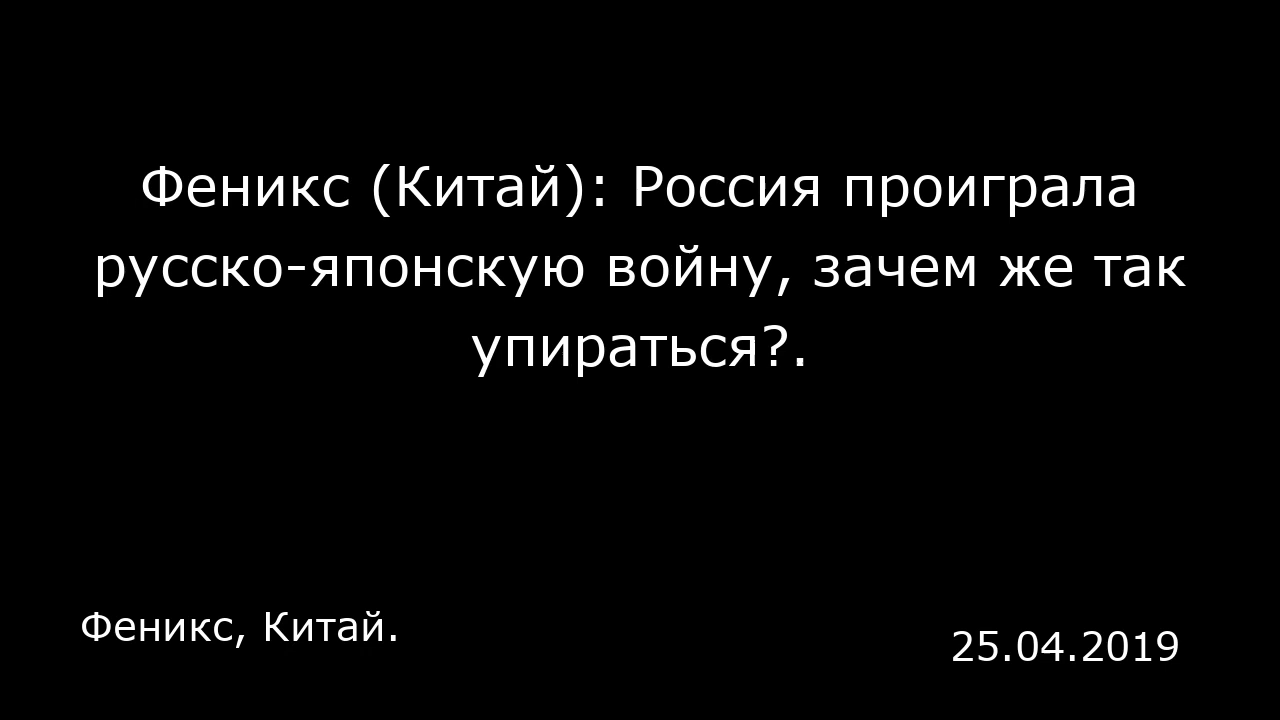 Феникс (Китай): Россия проиграла
русско-японскую войну, зачем же так
упираться?.
Феникс, Китай.
25.04.2019